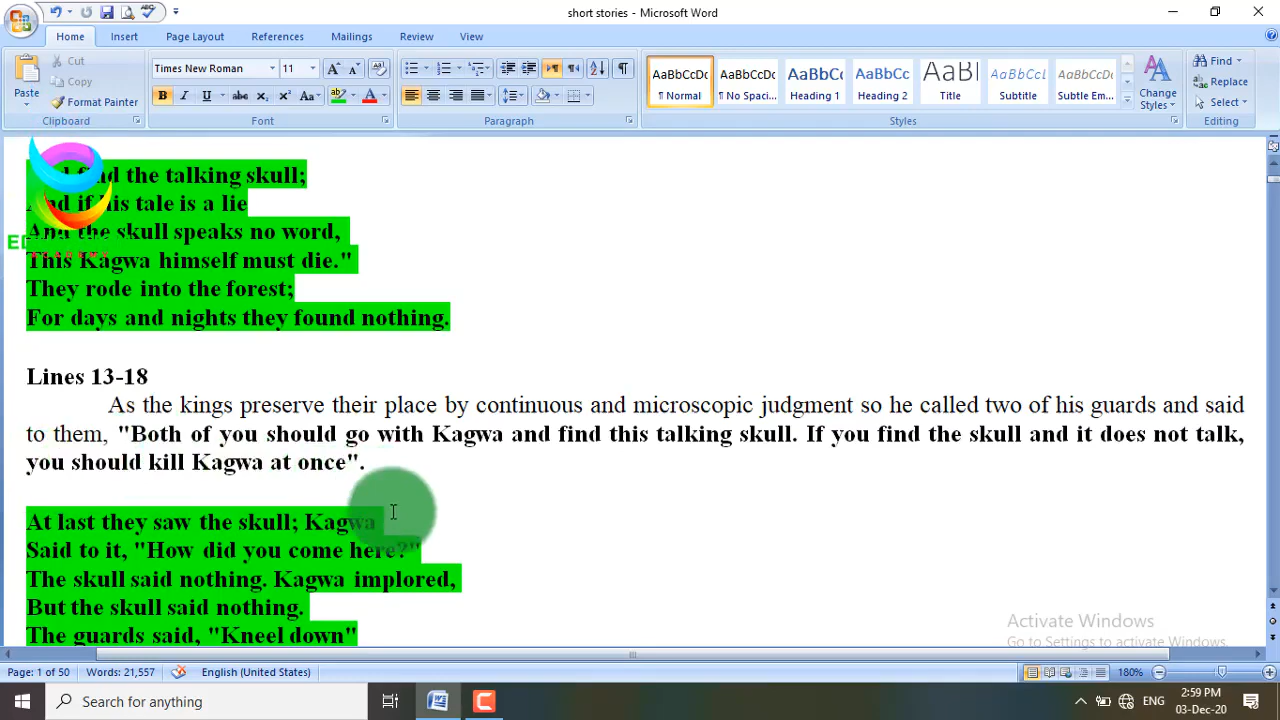 short stories - Microsoft Word
Home Insert Page Layout References Mailings Review View
Paste
Cut
Copy
Format Painter
Clipboard
Times New Roman 11
Font
Paragraph
AaBbCcDc AaBbCcDc AaBbC AaBbCc AaB AaBbCcL AaBbCcDc
¶ Normal ¶ No Spaci... Heading 1 Heading 2 Title Subtitle Subtle Em...
Change Styles
Styles
Find
Replace
Select
Editing
find the talking skull;
And if his tale is a lie
And the skull speaks no word,
This Kagwa himself must die."
They rode into the forest;
For days and nights they found nothing.
Lines 13-18
As the kings preserve their place by continuous and microscopic judgment so he called two of his guards and said
to them, "Both of you should go with Kagwa and find this talking skull. If you find the skull and it does not talk,
you should kill Kagwa at once".
At last they saw the skull; Kagwa
Said to it, "How did you come here?"
The skull said nothing. Kagwa implored,
But the skull said nothing.
The guards said, "Kneel down"
Activate Windows
Go to Settings to activate Windows.
Page: 1 of 50 Words: 21,557 English (United States) 180%
Search for anything
ENG
2:59 PM
03-Dec-20